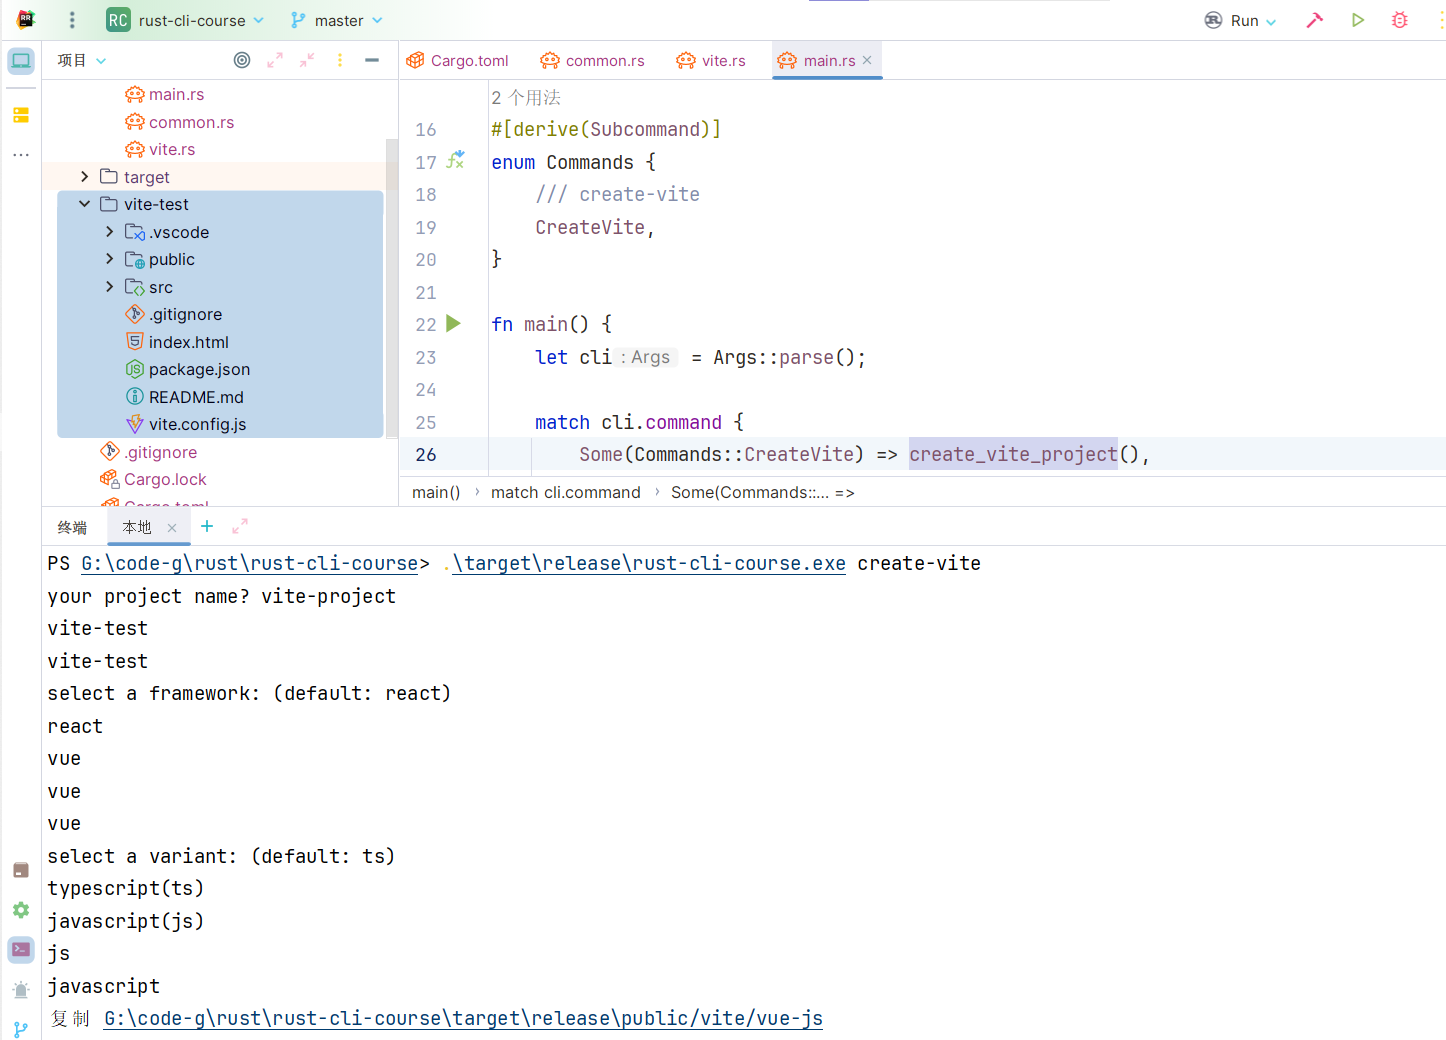 RR RC rust-cli-course master Run
项目
Cargo.toml common.rs vite.rs main.rs
main.rs
common.rs
vite.rs
target
vite-test
.vscode
public
src
.gitignore
index.html
package.json
README.md
vite.config.js
.gitignore
Cargo.lock
Cargo.toml
2 个用法
16 #[derive(Subcommand)]
17 enum Commands {
18 /// create-vite
19 CreateVite,
20 }
21
22 fn main() {
23 let cli : Args = Args::parse();
24
25 match cli.command {
26 Some(Commands::CreateVite) => create_vite_project(),
main() › match cli.command › Some(Commands::... =>
终端 本地
PS G:\code-g\rust\rust-cli-course> .\target\release\rust-cli-course.exe create-vite
your project name? vite-project
vite-test
vite-test
select a framework: (default: react)
react
vue
vue
vue
select a variant: (default: ts)
typescript(ts)
javascript(js)
js
javascript
复制 G:\code-g\rust\rust-cli-course\target\release\public/vite/vue-js